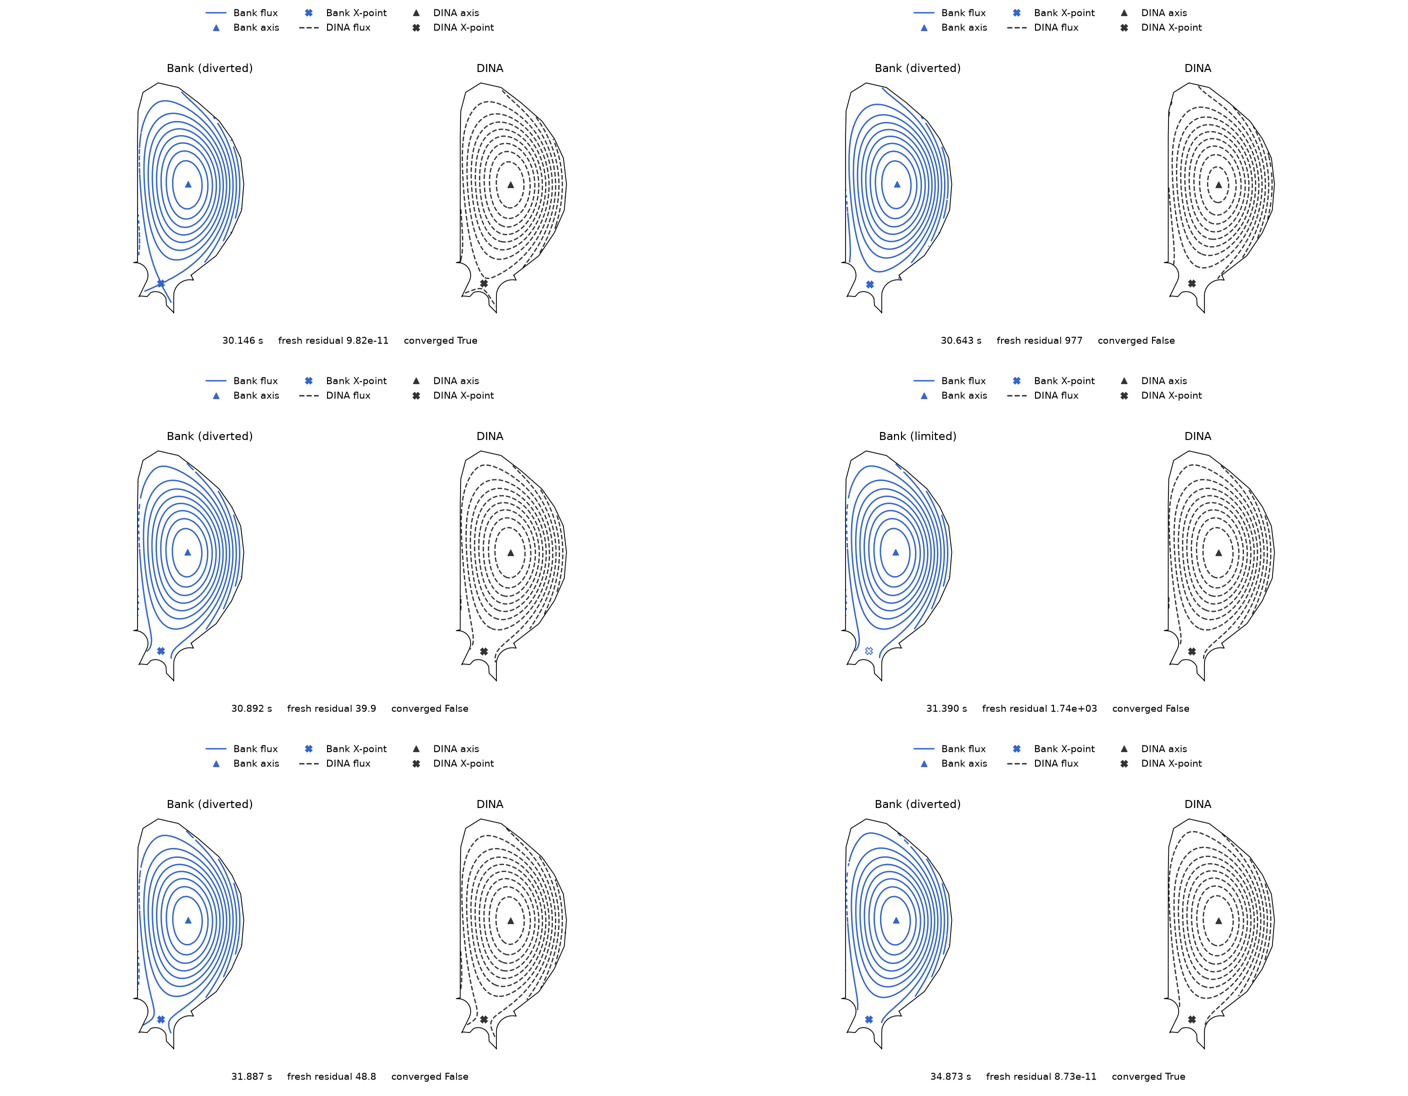 Bank flux Bank X-point DINA axis
Bank axis DINA flux DINA X-point
Bank (diverted) DINA
30.146 s fresh residual 9.82e-11 converged True
Bank flux Bank X-point DINA axis
Bank axis DINA flux DINA X-point
Bank (diverted) DINA
30.643 s fresh residual 977 converged False
Bank flux Bank X-point DINA axis
Bank axis DINA flux DINA X-point
Bank (diverted) DINA
30.892 s fresh residual 39.9 converged False
Bank flux Bank X-point DINA axis
Bank axis DINA flux DINA X-point
Bank (limited) DINA
31.390 s fresh residual 1.74e+03 converged False
Bank flux Bank X-point DINA axis
Bank axis DINA flux DINA X-point
Bank (diverted) DINA
31.887 s fresh residual 48.8 converged False
Bank flux Bank X-point DINA axis
Bank axis DINA flux DINA X-point
Bank (diverted) DINA
34.873 s fresh residual 8.73e-11 converged True